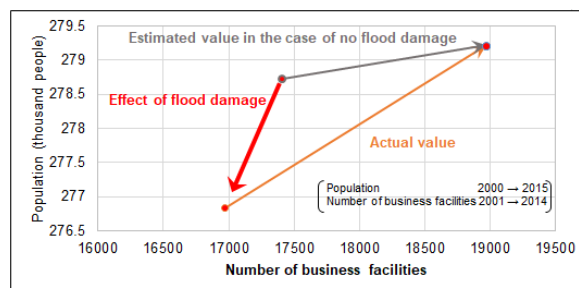 279.5
279
278.5
278
277.5
277
276.5
Population (thousand people)
Estimated value in the case of no flood damage
Effect of flood damage
Actual value
Population 2000 → 2015
Number of business facilities 2001 → 2014
16000 17000 17500 18000 18500 19000 19500
Number of business facilities